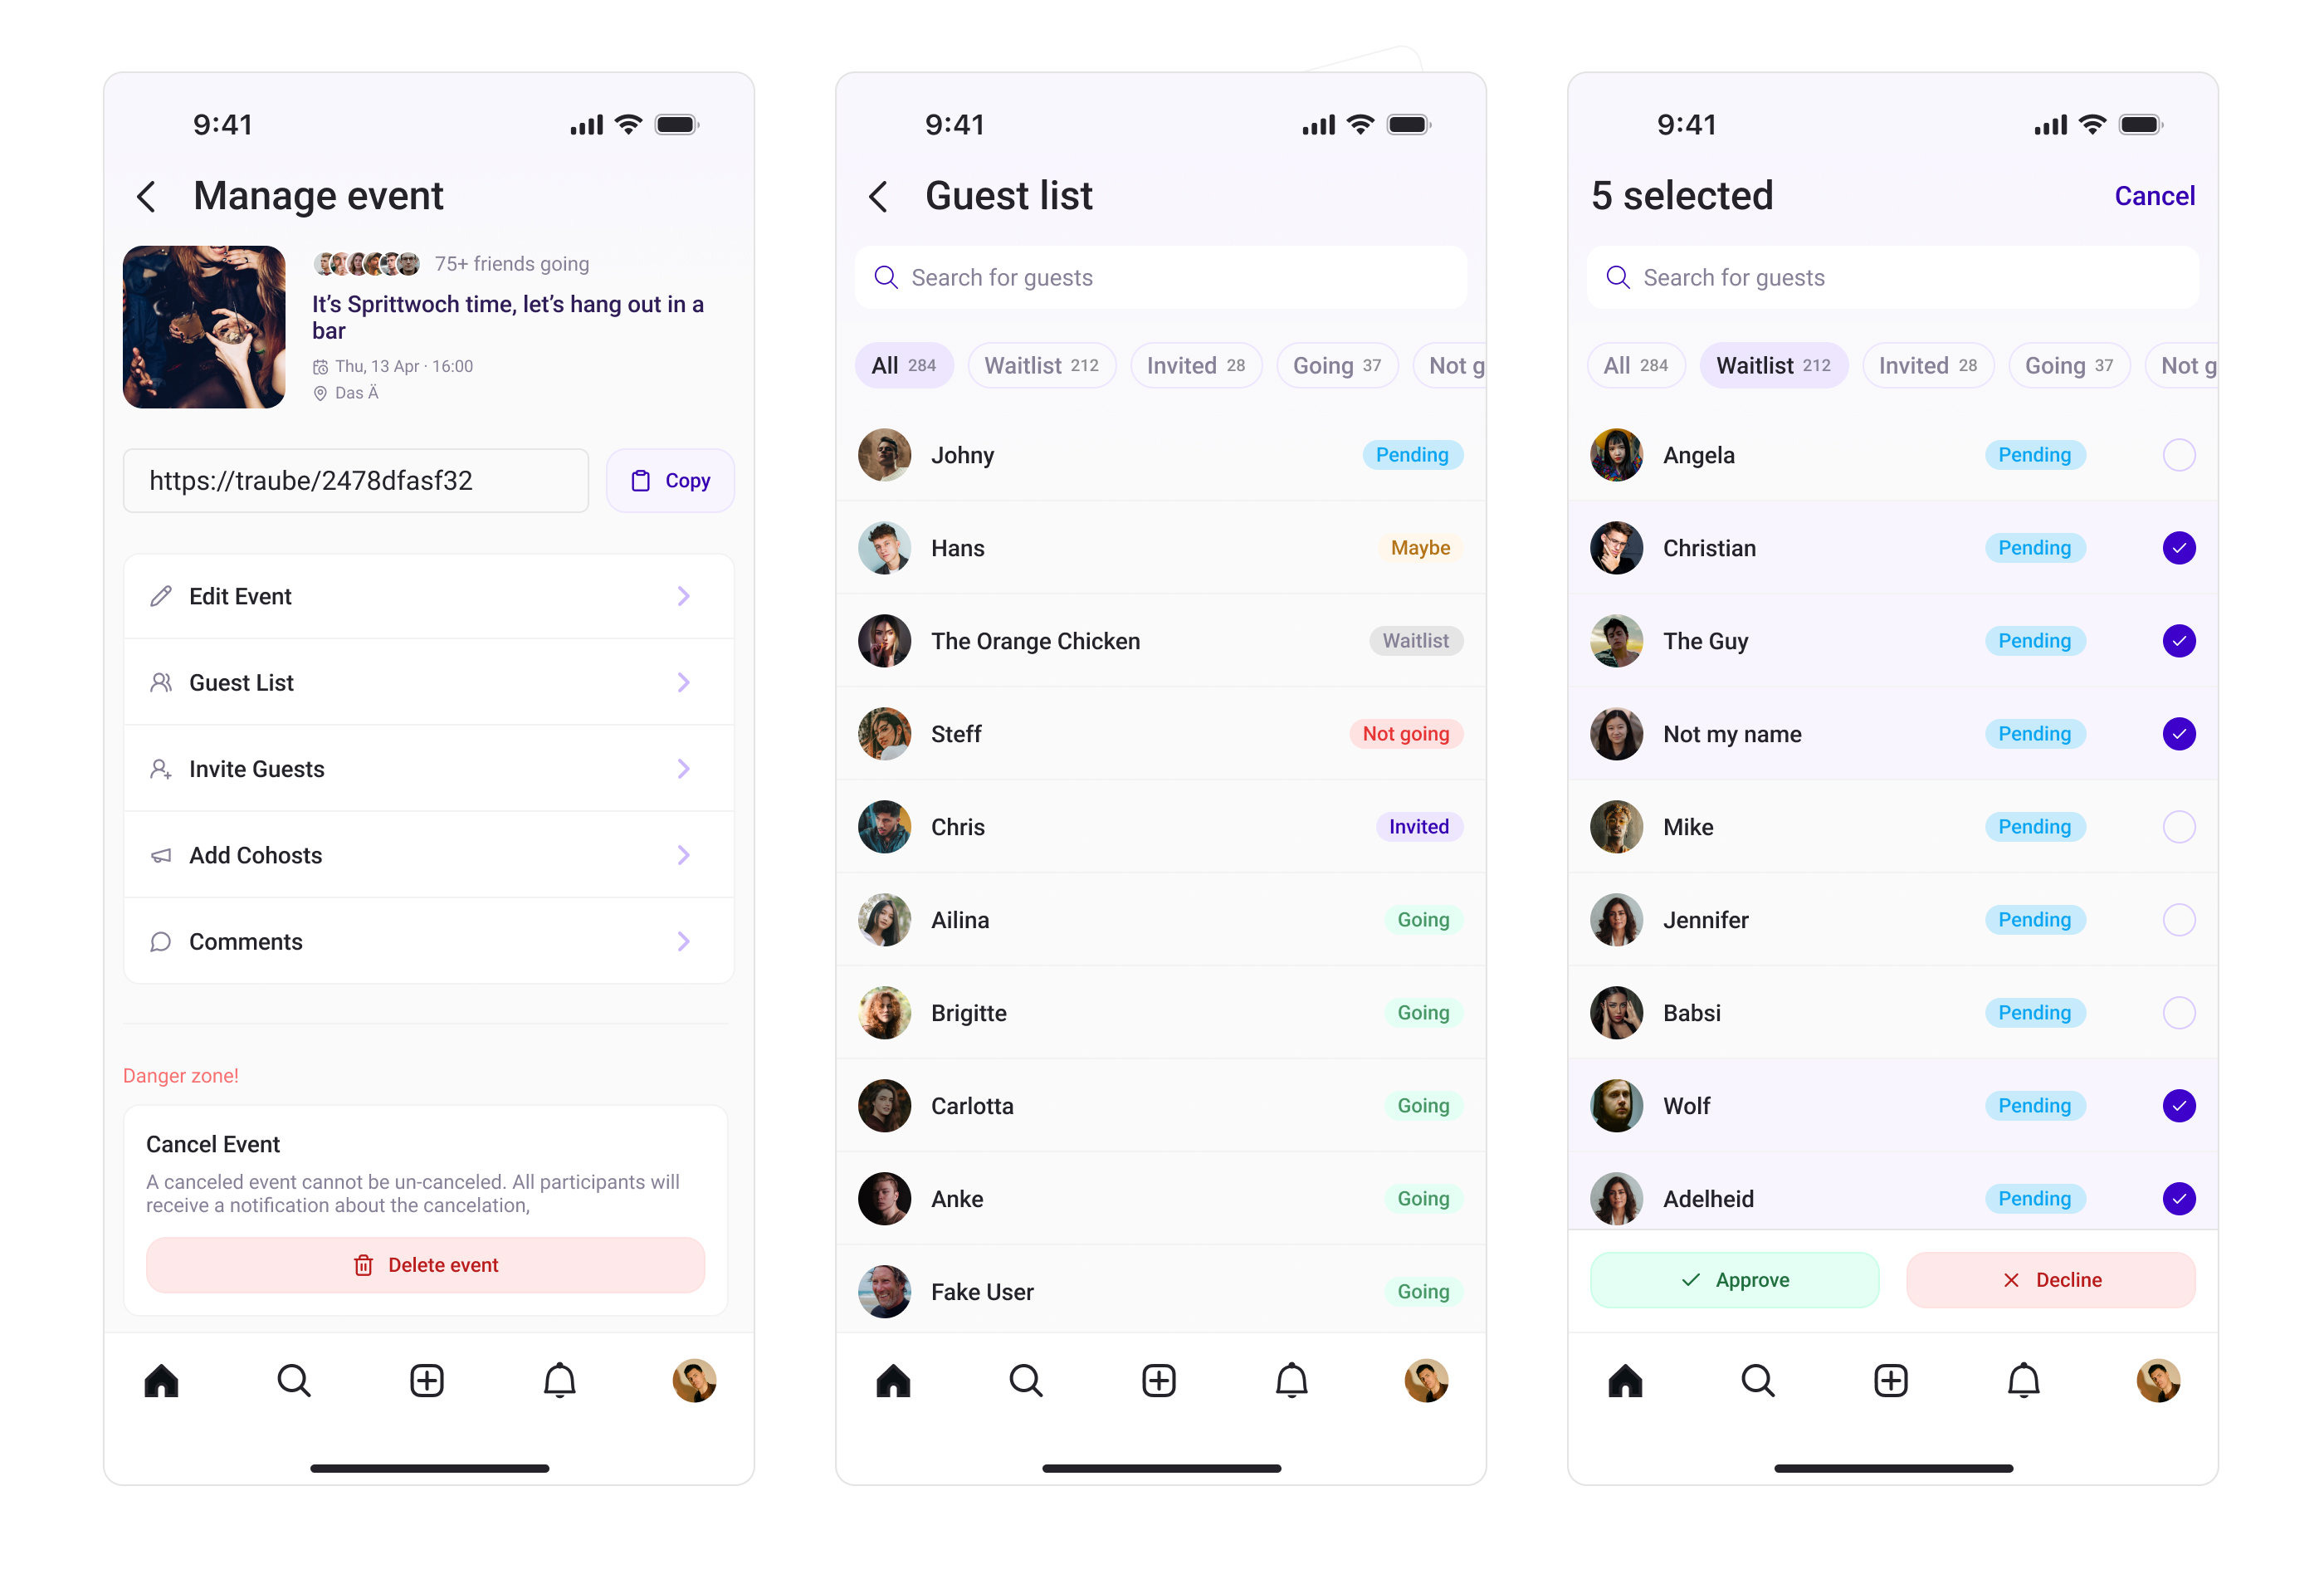 9:41
Manage event
75+ friends going
It’s Sprittwoch time, let’s hang out in a
bar
Thu, 13 Apr · 16:00
Das Ä
https://traube/2478dfasf32
Copy
Edit Event
Guest List
Invite Guests
Add Cohosts
Comments
Danger zone!
Cancel Event
A canceled event cannot be un-canceled. All participants will
receive a notification about the cancelation,
Delete event
9:41
Guest list
Search for guests
All 284 Waitlist 212 Invited 28 Going 37 Not g
Johny Pending
Hans Maybe
The Orange Chicken Waitlist
Steff Not going
Chris Invited
Ailina Going
Brigitte Going
Carlotta Going
Anke Going
Fake User Going
9:41
5 selected Cancel
Search for guests
All 284 Waitlist 212 Invited 28 Going 37 Not g
Angela Pending
Christian Pending
The Guy Pending
Not my name Pending
Mike Pending
Jennifer Pending
Babsi Pending
Wolf Pending
Adelheid Pending
Approve Decline